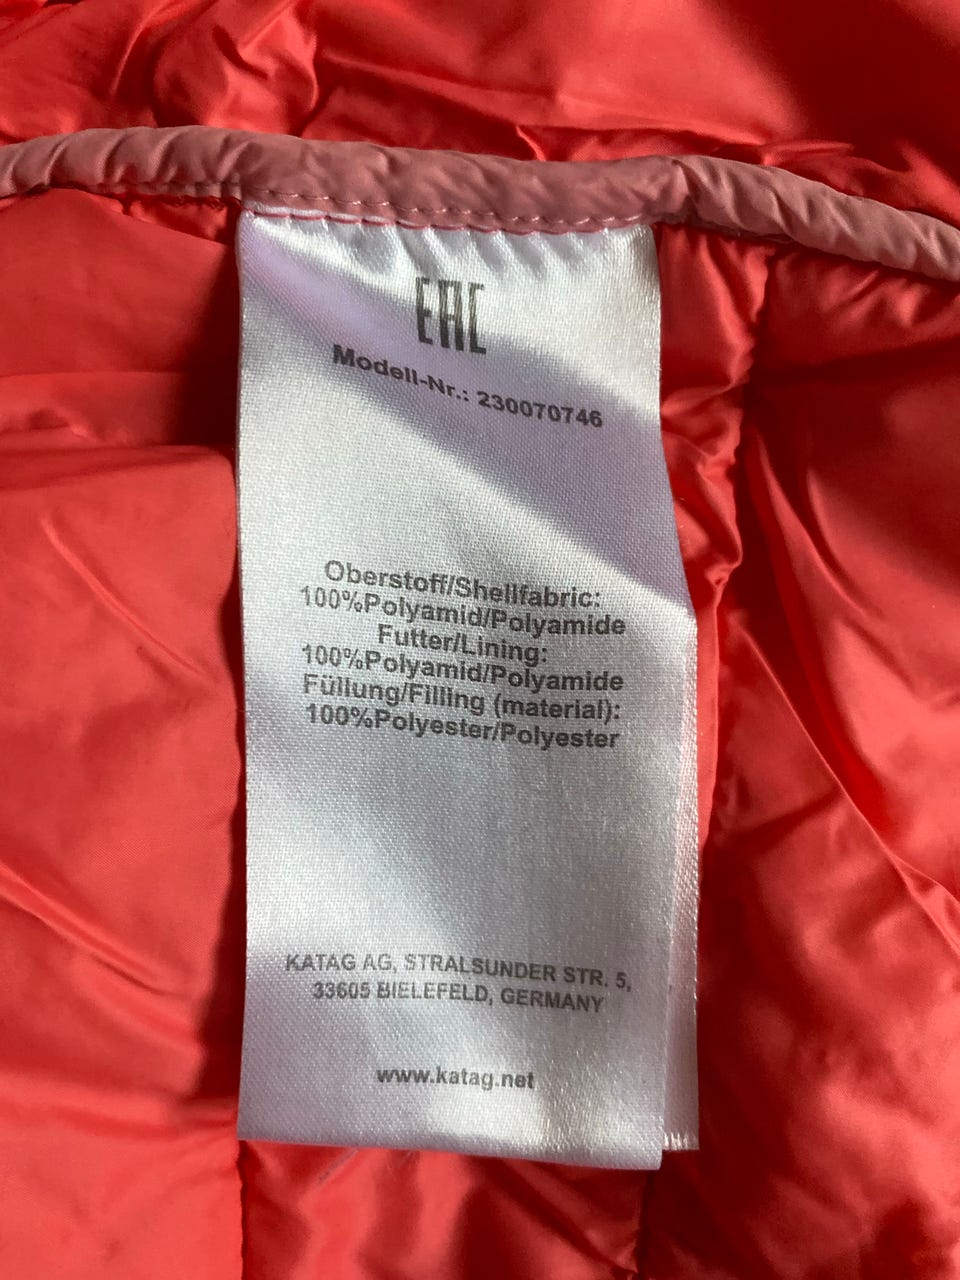 EAC
Modell-Nr.: 230070746
Oberstoff/Shellfabric:
100%Polyamid/Polyamide
Futter/Lining:
100%Polyamid/Polyamide
Füllung/Filling (material):
100%Polyester/Polyester
KATAG AG, STRALSUNDER STR. 5,
33605 BIELEFELD, GERMANY
www.katag.net